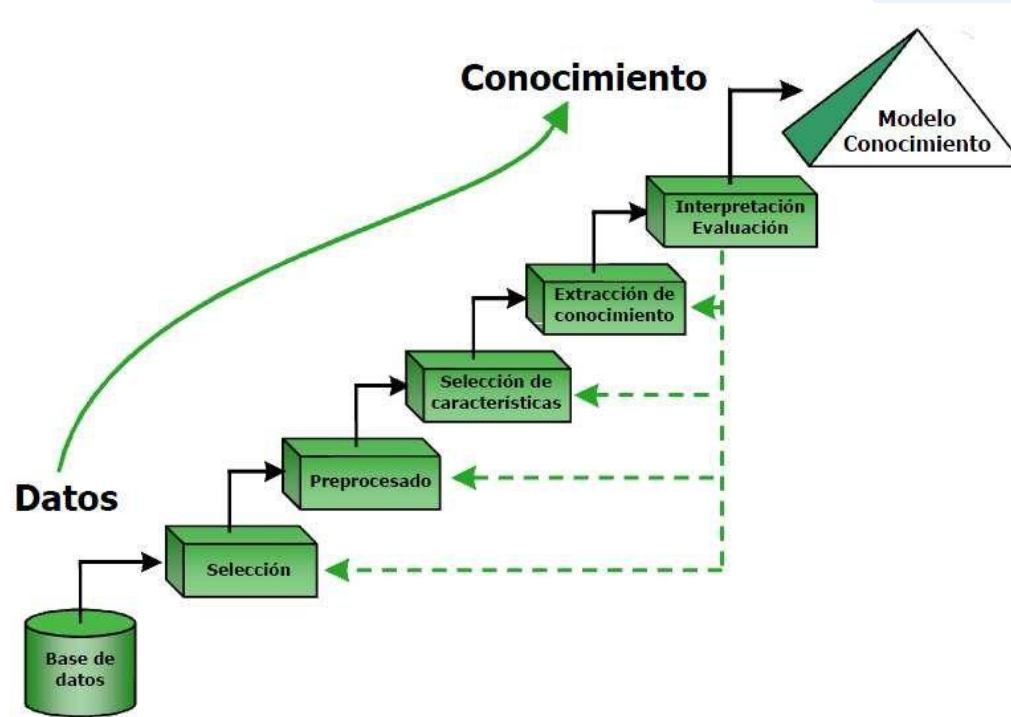 Conocimiento
Modelo
Conocimiento
Interpretación
Evaluación
Extracción de
conocimiento
Selección de
características
Preprocesado
Datos
Selección
Base de
datos